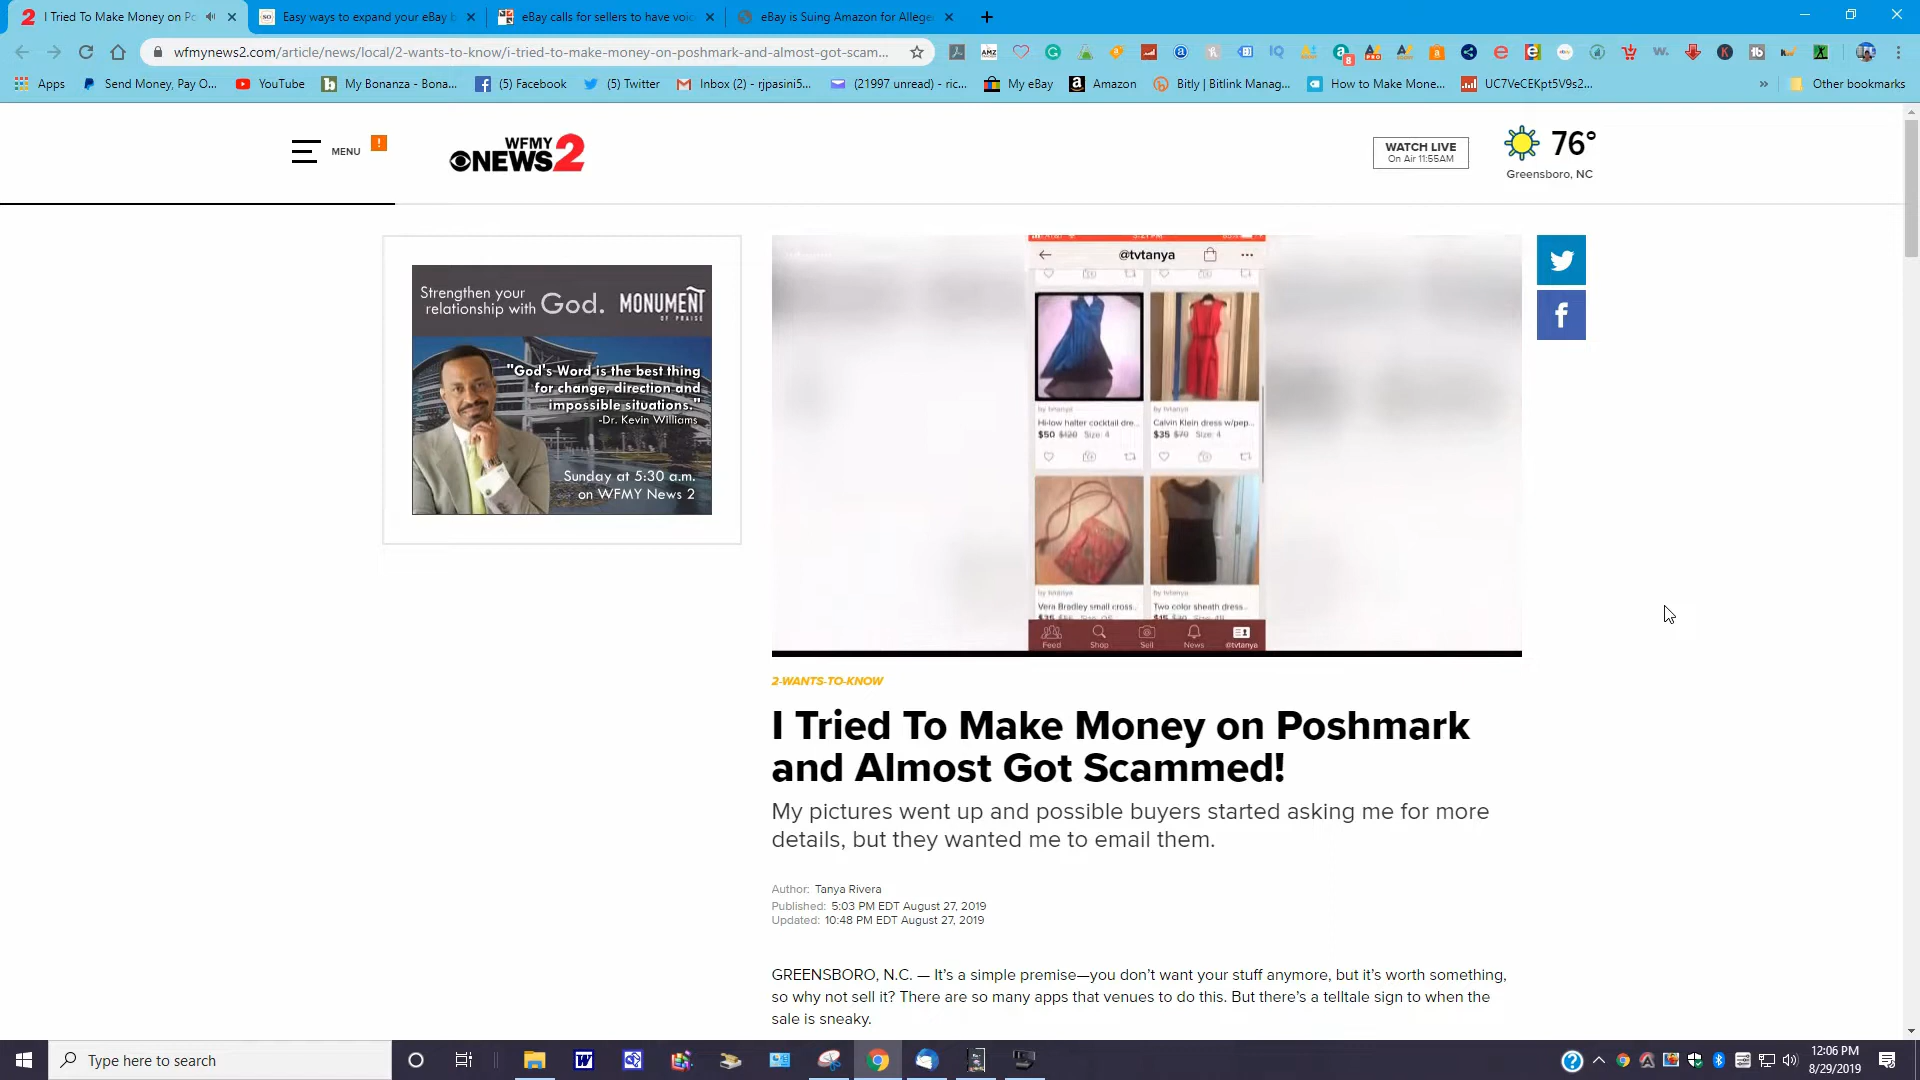 I Tried To Make Money on Po
Easy ways to expand your eBay b
eBay calls for sellers to have voic
eBay is Suing Amazon for Allege
wfmynews2.com/article/news/local/2-wants-to-know/i-tried-to-make-money-on-poshmark-and-almost-got-scam...
Apps
Send Money, Pay O...
YouTube
My Bonanza - Bona...
(5) Facebook
(5) Twitter
Inbox (2) - rjpasini5...
(21997 unread) - ric...
My eBay
Amazon
Bitly | Bitlink Manag...
How to Make Mone...
UC7VeCEKpt5V9s2...
Other bookmarks
MENU
!
WFMY
NEWS 2
WATCH LIVE
On Air 11:55AM
76°
Greensboro, NC
Strengthen your
relationship with God.
MONUMENT
OF PRAISE
"God's Word is the best thing
for change, direction and
impossible situations."
-Dr. Kevin Williams
Sunday at 5:30 a.m.
on WFMY News 2
@tvtanya
by tvtanya
Hi-low halter cocktail dre...
$50 $120 Size: 4
by tvtanya
Calvin Klein dress w/pep...
$35 $70 Size: 4
by tvtanya
Vera Bradley small cross..
by tvtanya
Two color sheath dress..
Feed
Shop
Sell
News
@tvtanya
2-WANTS-TO-KNOW
I Tried To Make Money on Poshmark
and Almost Got Scammed!
My pictures went up and possible buyers started asking me for more
details, but they wanted me to email them.
Author: Tanya Rivera
Published: 5:03 PM EDT August 27, 2019
Updated: 10:48 PM EDT August 27, 2019
GREENSBORO, N.C. — It's a simple premise—you don't want your stuff anymore, but it's worth something,
so why not sell it? There are so many apps that venues to do this. But there's a telltale sign to when the
sale is sneaky.
Type here to search
12:06 PM
8/29/2019